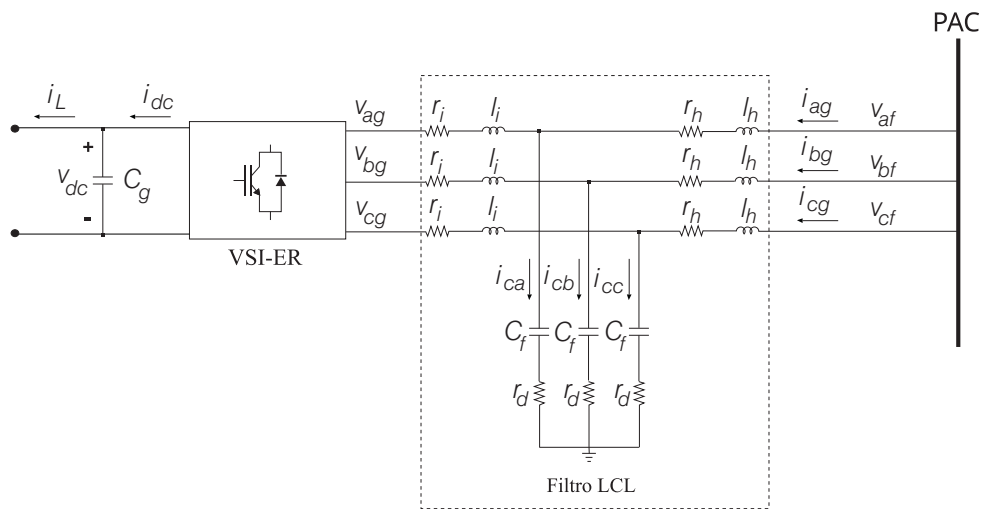 PAC
i_L
i_dc
v_ag
r_i
l_i
r_h
l_h
i_ag
v_af
+
v_dc
-
C_g
v_bg
r_i
l_i
r_h
l_h
i_bg
v_bf
v_cg
r_i
l_i
r_h
l_h
i_cg
v_cf
VSI-ER
i_ca
i_cb
i_cc
C_f
C_f
C_f
r_d
r_d
r_d
Filtro LCL